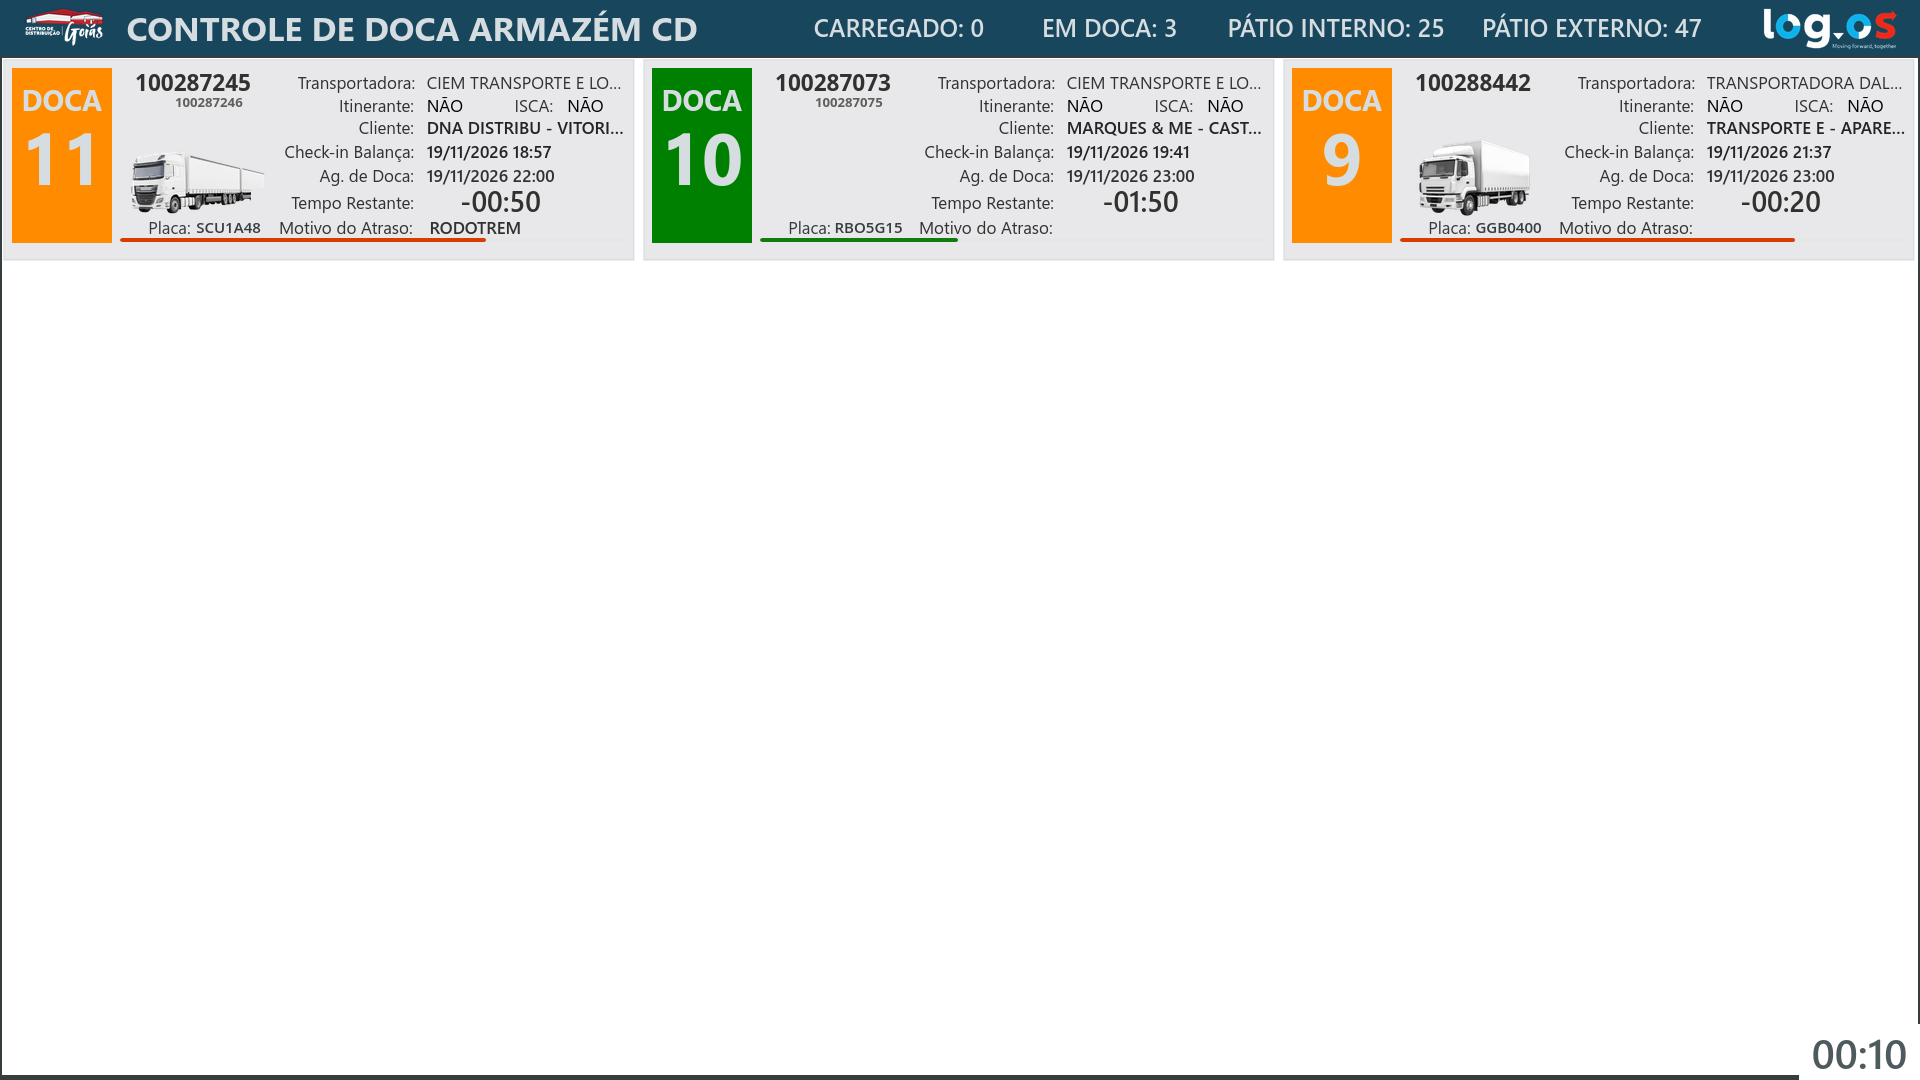 CENTRO DE
DISTRIBUIÇÃO Goiás
CONTROLE DE DOCA ARMAZÉM CD
CARREGADO: 0
EM DOCA: 3
PÁTIO INTERNO: 25
PÁTIO EXTERNO: 47
log.os
Moving forward, together
DOCA
11
100287245
100287246
Transportadora: CIEM TRANSPORTE E LO...
Itinerante: NÃO ISCA: NÃO
Cliente: DNA DISTRIBU - VITORI...
Check-in Balança: 19/11/2026 18:57
Ag. de Doca: 19/11/2026 22:00
Tempo Restante: -00:50
Placa: SCU1A48 Motivo do Atraso: RODOTREM
DOCA
10
100287073
100287075
Transportadora: CIEM TRANSPORTE E LO...
Itinerante: NÃO ISCA: NÃO
Cliente: MARQUES & ME - CAST...
Check-in Balança: 19/11/2026 19:41
Ag. de Doca: 19/11/2026 23:00
Tempo Restante: -01:50
Placa: RBO5G15 Motivo do Atraso:
DOCA
9
100288442
Transportadora: TRANSPORTADORA DAL...
Itinerante: NÃO ISCA: NÃO
Cliente: TRANSPORTE E - APARE...
Check-in Balança: 19/11/2026 21:37
Ag. de Doca: 19/11/2026 23:00
Tempo Restante: -00:20
Placa: GGB0400 Motivo do Atraso:
00:10